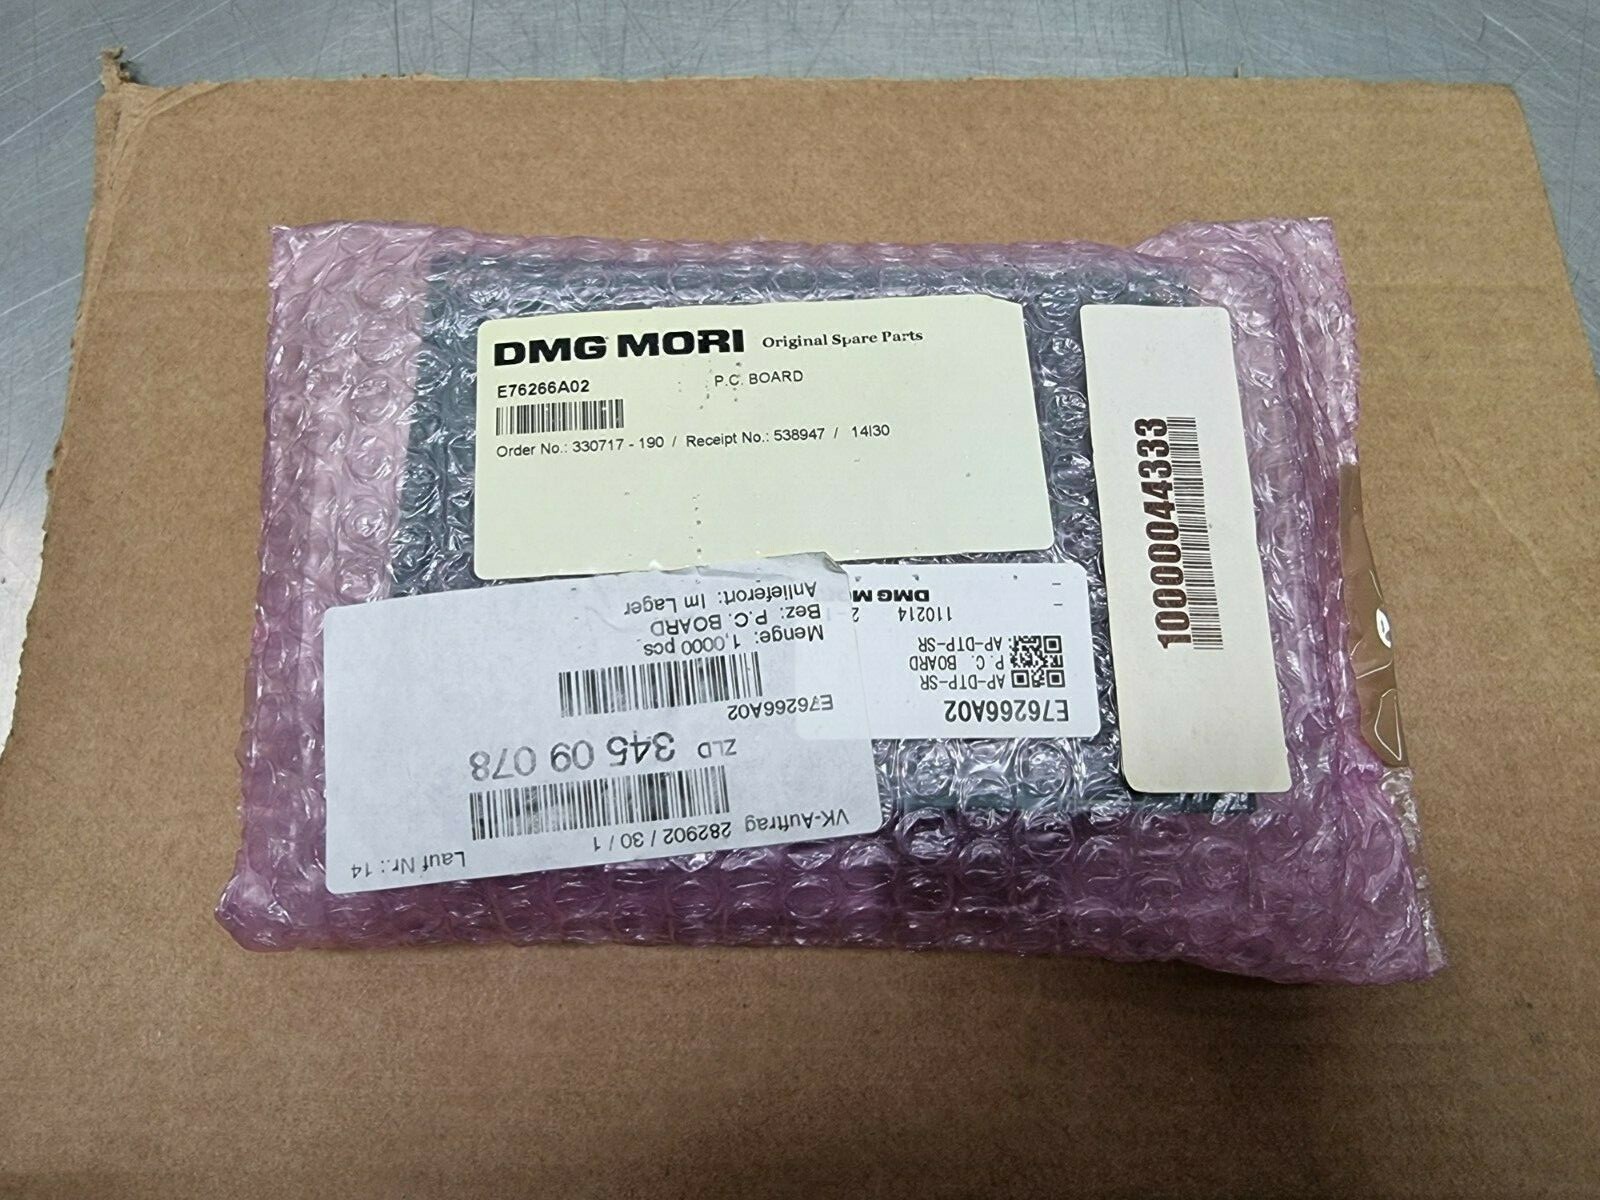 DMG MORI Original Spare Parts
E76266A02 P.C. BOARD
Order No.: 330717 - 190 / Receipt No.: 538947 / 14I30
10000044333
E76266A02
AP-DTP-SR
P.C. BOARD
AP-DTP-SR
110214
DMG M
VK-Auftrag 282902 / 30 / 1 Lauf Nr.: 14
ZLD 345 09 078
E76266A02
Menge: 1,0000 pcs
Bez: P.C. BOARD
Anlieferort: Im Lager